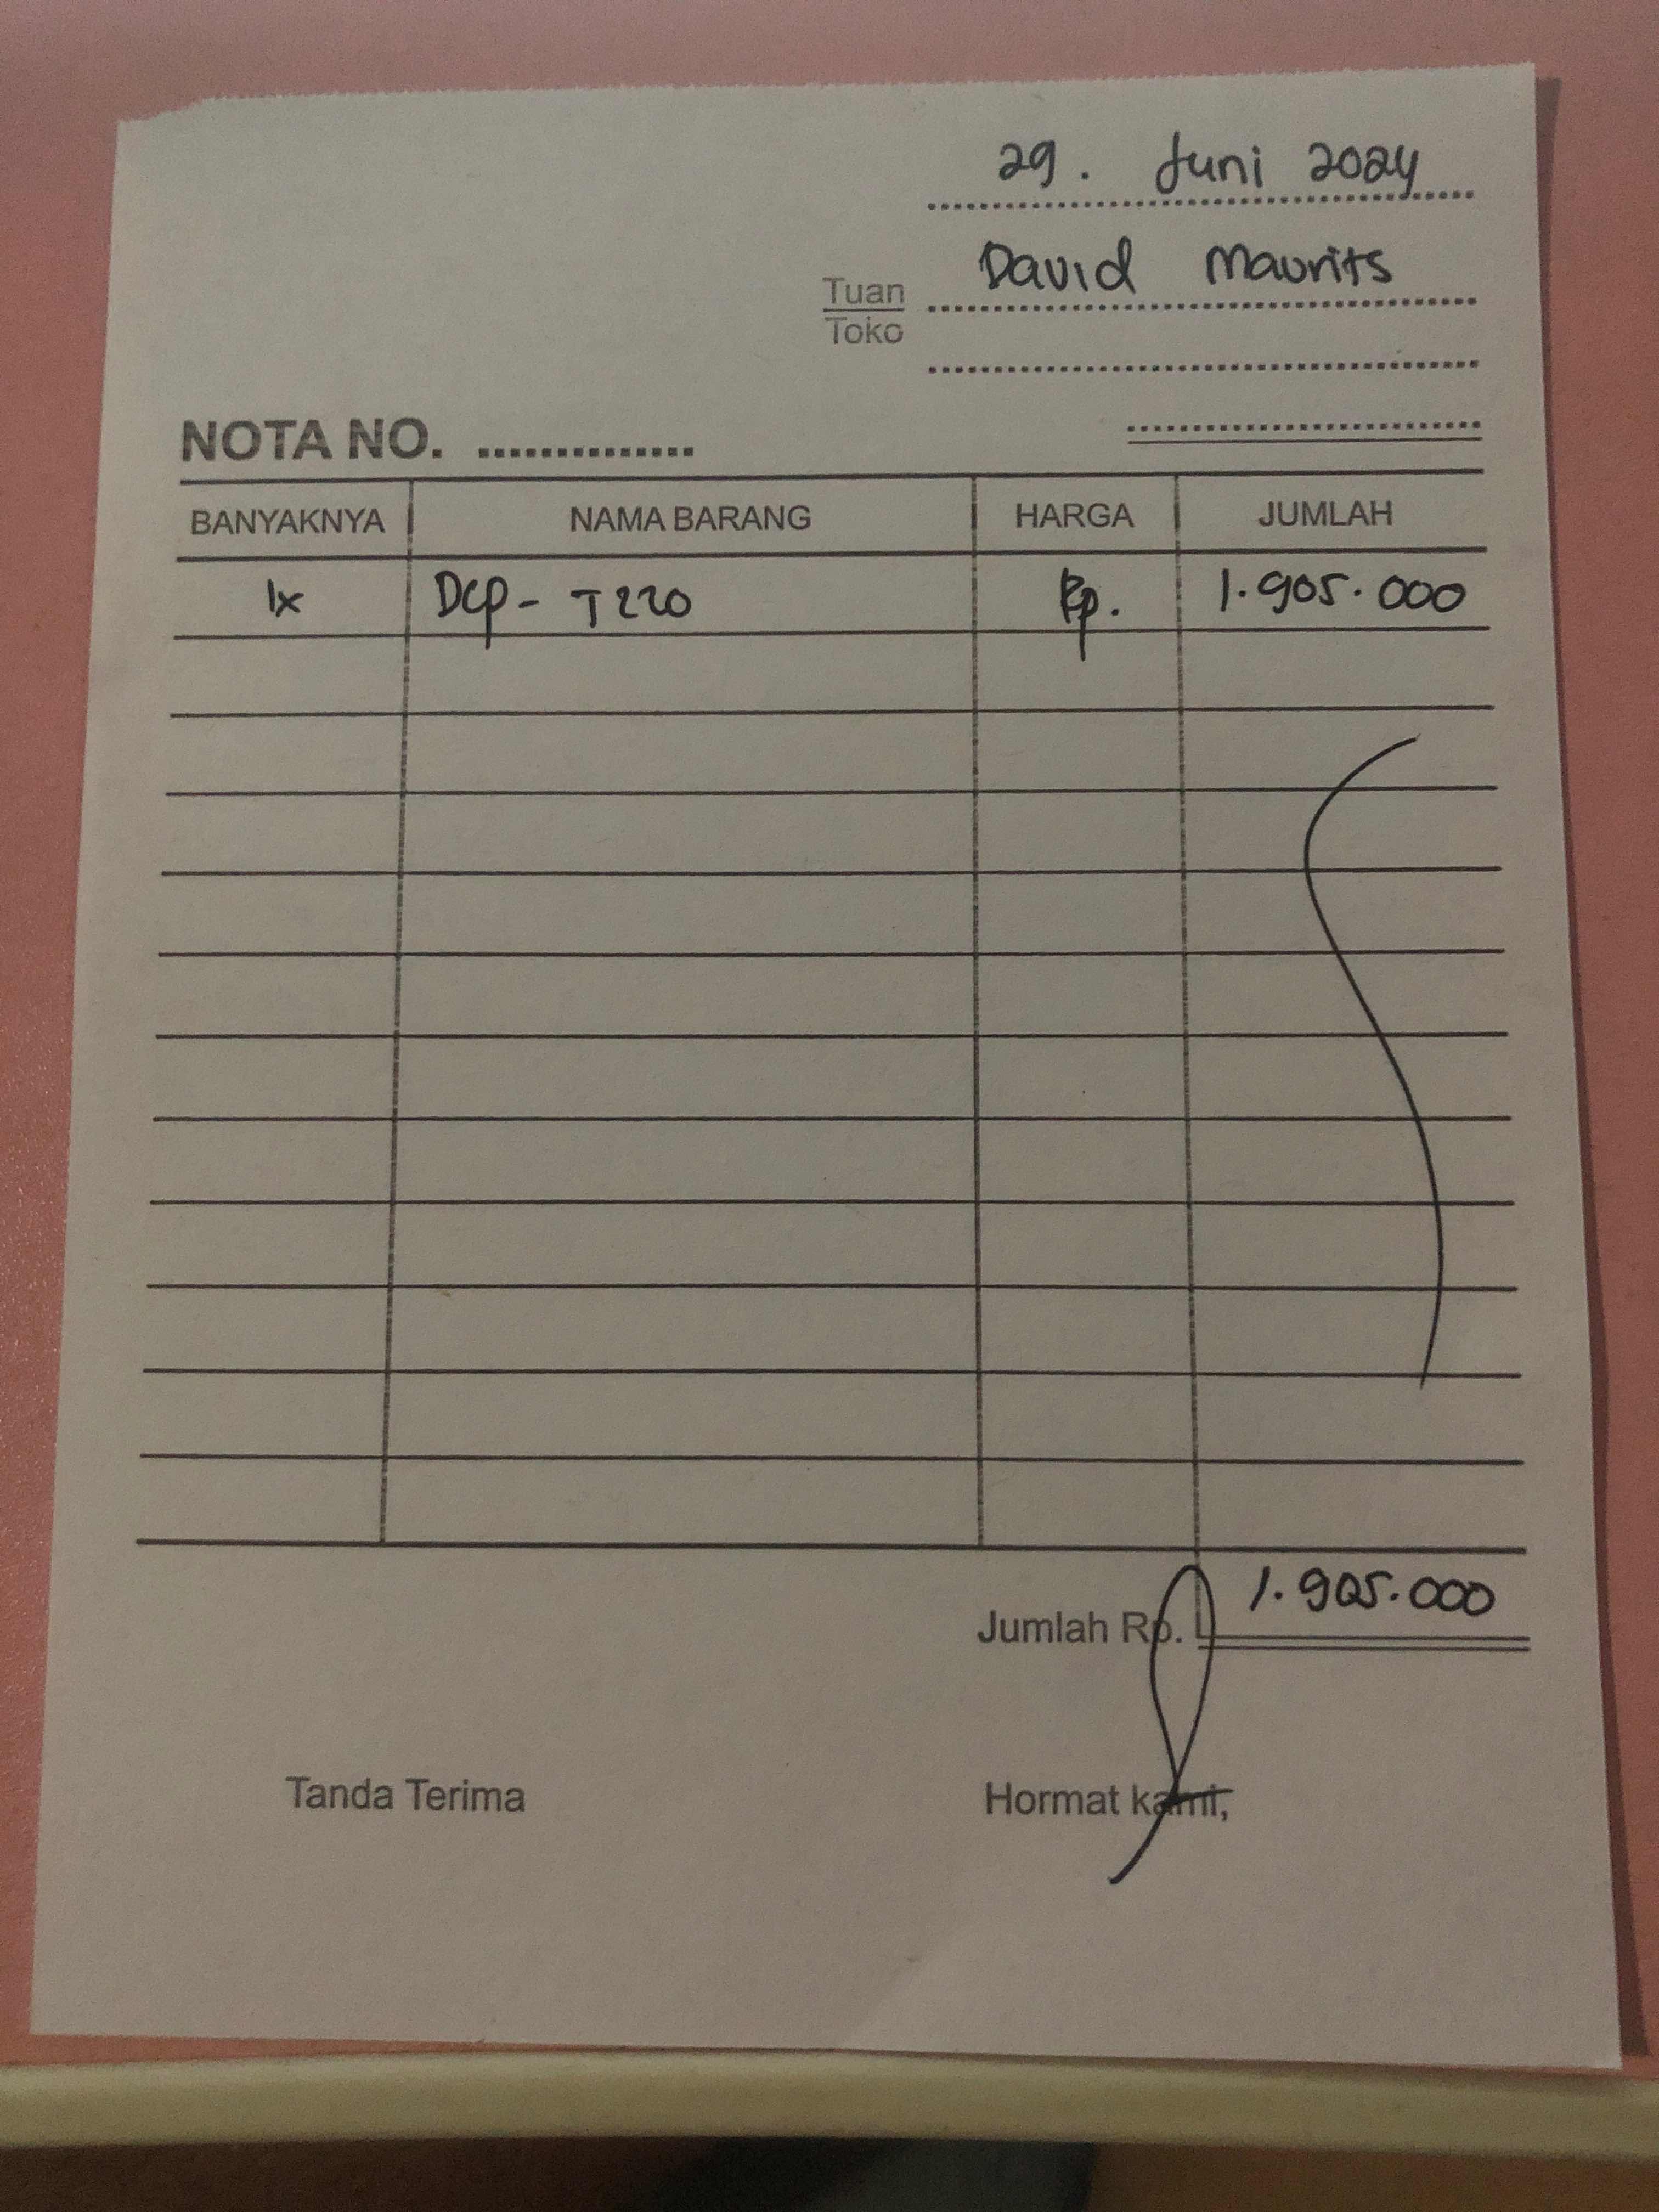 29. Juni 2024
Tuan David Maurits
Toko
NOTA NO. ..............
BANYAKNYA NAMA BARANG HARGA JUMLAH
1x Dcp - T220 Rp. 1.905.000
Jumlah Rp. 1.905.000
Tanda Terima Hormat kami,